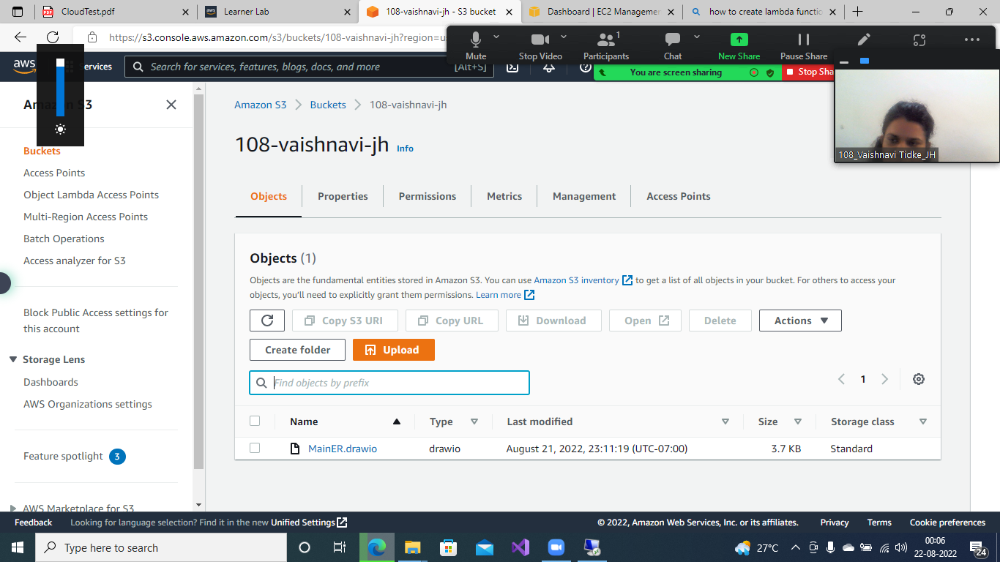 CloudTest.pdf
Learner Lab
108-vaishnavi-jh - S3 bucket
Dashboard | EC2 Managemen
how to create lambda functio
https://s3.console.aws.amazon.com/s3/buckets/108-vaishnavi-jh?region=u
Mute
Stop Video
Participants
1
Chat
New Share
Pause Share
aws
Services
Search for services, features, blogs, docs, and more
[Alt+S]
You are screen sharing
Stop Sha
108_Vaishnavi Tidke_JH
Amazon S3
Buckets
Access Points
Object Lambda Access Points
Multi-Region Access Points
Batch Operations
Access analyzer for S3
Block Public Access settings for
this account
Storage Lens
Dashboards
AWS Organizations settings
Feature spotlight 3
AWS Marketplace for S3
Amazon S3 > Buckets > 108-vaishnavi-jh
108-vaishnavi-jh Info
Objects
Properties
Permissions
Metrics
Management
Access Points
Objects (1)
Objects are the fundamental entities stored in Amazon S3. You can use Amazon S3 inventory to get a list of all objects in your bucket. For others to access your
objects, you'll need to explicitly grant them permissions. Learn more
Copy S3 URI
Copy URL
Download
Open
Delete
Actions
Create folder
Upload
Find objects by prefix
1
Name
Type
Last modified
Size
Storage class
MainER.drawio
drawio
August 21, 2022, 23:11:19 (UTC-07:00)
3.7 KB
Standard
Feedback
Looking for language selection? Find it in the new Unified Settings
© 2022, Amazon Web Services, Inc. or its affiliates.
Privacy
Terms
Cookie preferences
Type here to search
27°C
00:06
22-08-2022
24